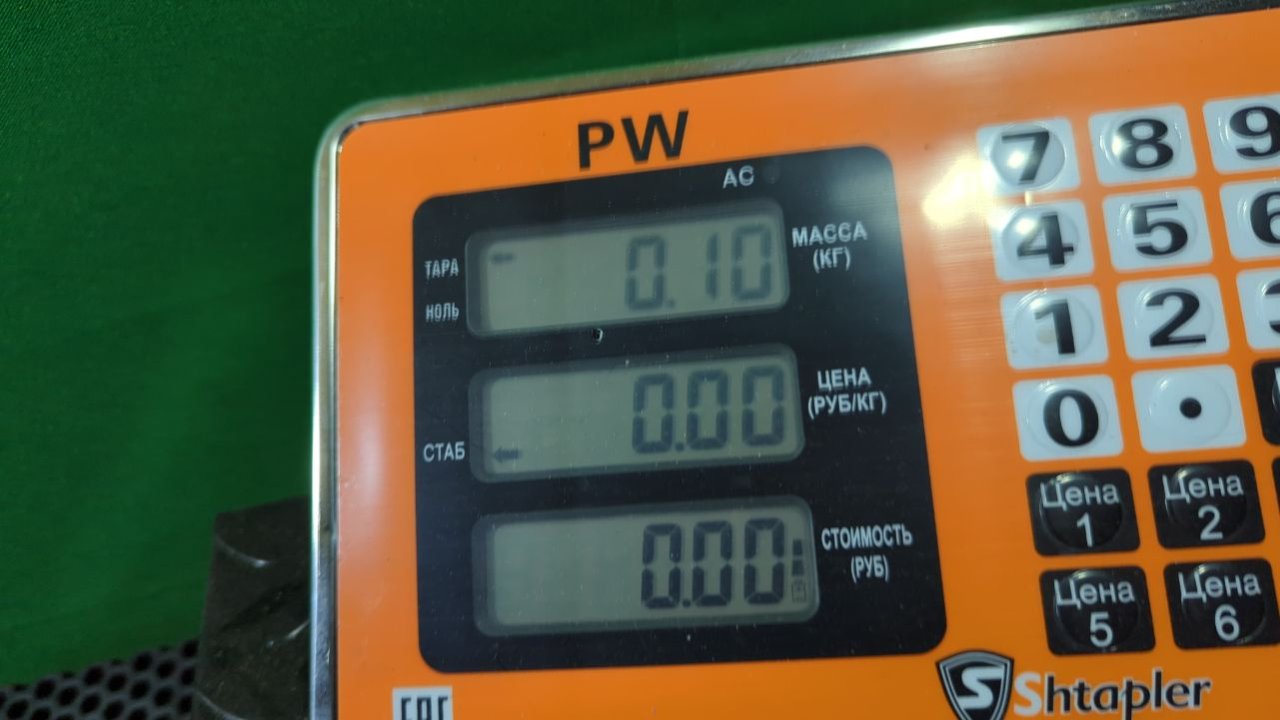 PW
AC
ТАРА
НОЛЬ
0.10
МАССА
(КГ)
СТАБ
0.00
ЦЕНА
(РУБ/КГ)
0.00
СТОИМОСТЬ
(РУБ)
7 8 9
4 5 6
1 2
0 .
Цена
1
Цена
2
Цена
5
Цена
6
Shtapler